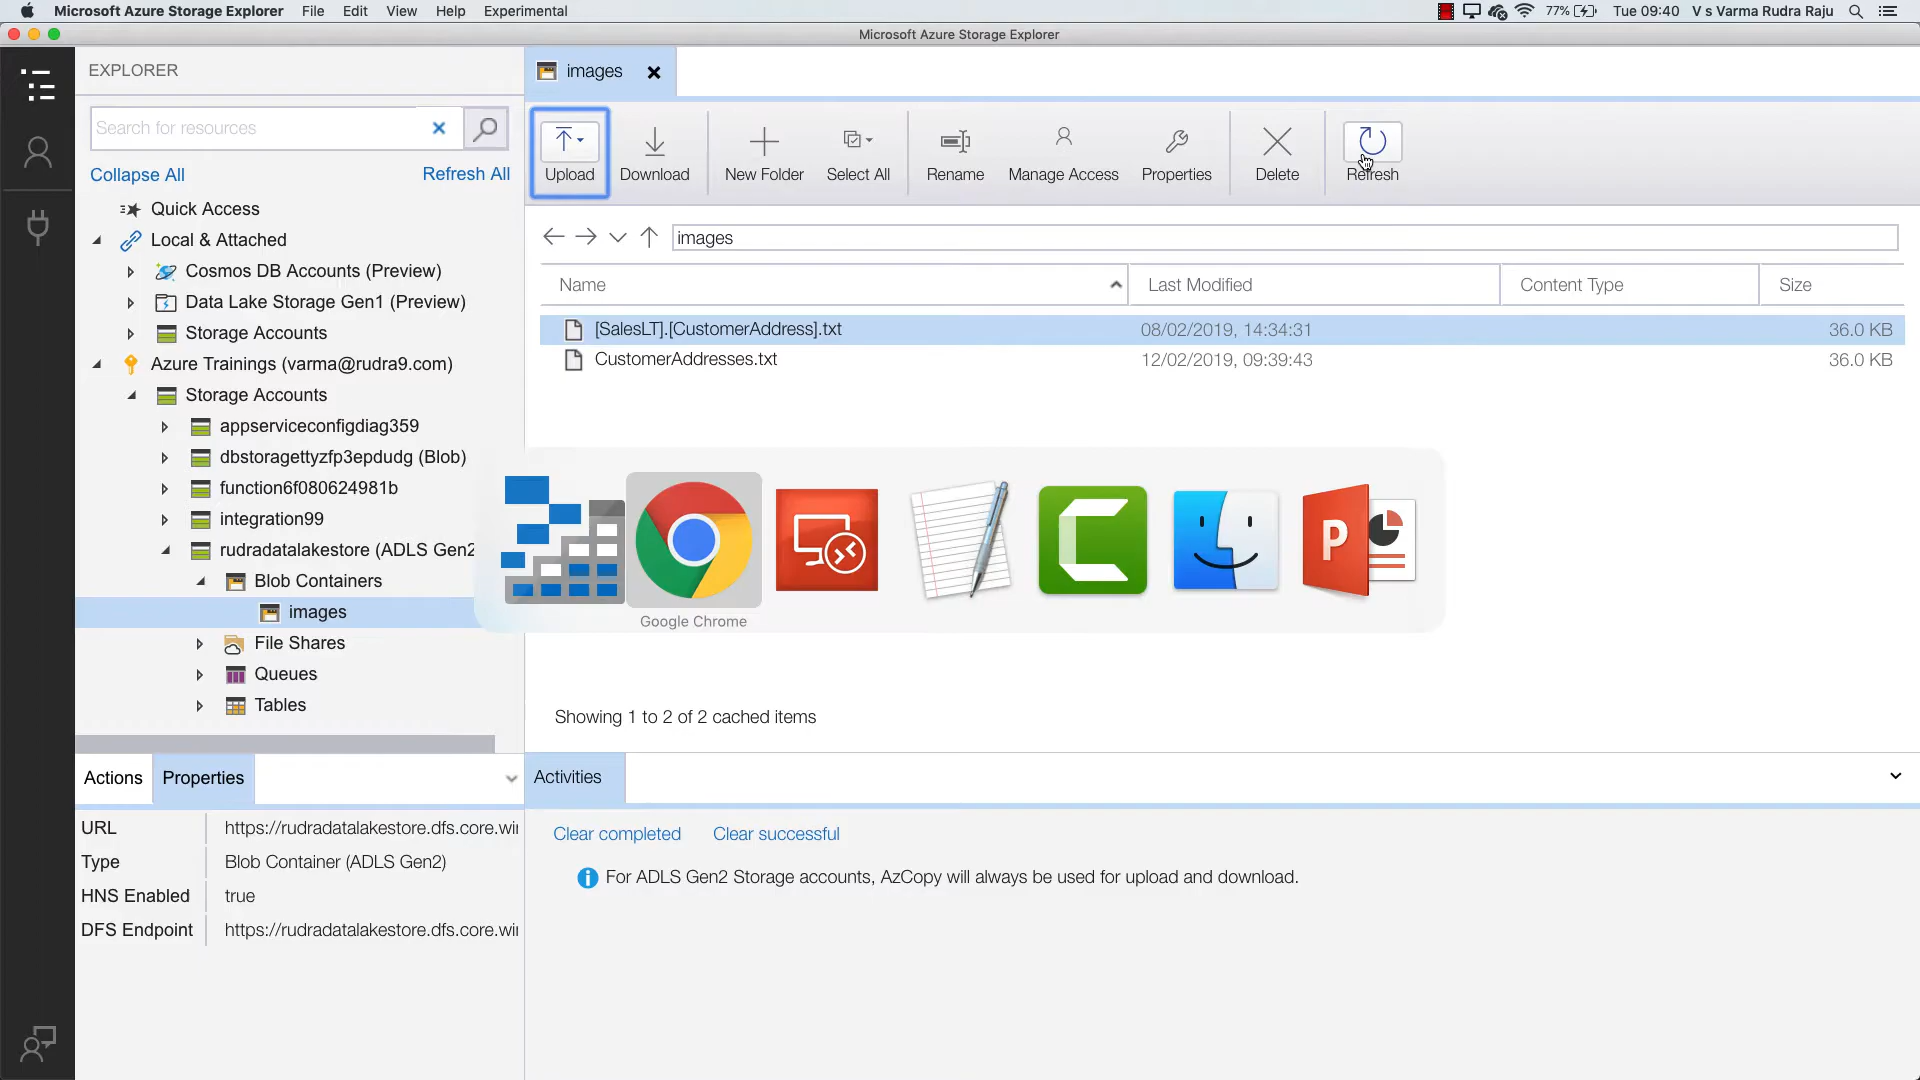 Microsoft Azure Storage Explorer File Edit View Help Experimental 77% Tue 09:40 V s Varma Rudra Raju
Microsoft Azure Storage Explorer
EXPLORER
images
Search for resources
Collapse All Refresh All
Upload Download New Folder Select All Rename Manage Access Properties Delete Refresh
images
Name Last Modified Content Type Size
[SalesLT].[CustomerAddress].txt 08/02/2019, 14:34:31 36.0 KB
CustomerAddresses.txt 12/02/2019, 09:39:43 36.0 KB
Quick Access
Local & Attached
Cosmos DB Accounts (Preview)
Data Lake Storage Gen1 (Preview)
Storage Accounts
Azure Trainings (varma@rudra9.com)
Storage Accounts
appserviceconfigdiag359
dbstoragettyzfp3epdudg (Blob)
function6f080624981b
integration99
rudradatalakestore (ADLS Gen2
Blob Containers
images
File Shares
Queues
Tables
P
Google Chrome
Showing 1 to 2 of 2 cached items
Actions Properties
URL https://rudradatalakestore.dfs.core.wi
Type Blob Container (ADLS Gen2)
HNS Enabled true
DFS Endpoint https://rudradatalakestore.dfs.core.wi
Activities
Clear completed Clear successful
For ADLS Gen2 Storage accounts, AzCopy will always be used for upload and download.